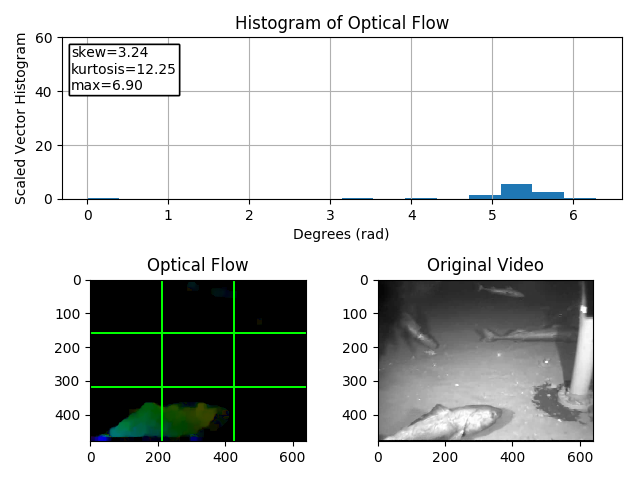 Histogram of Optical Flow
Scaled Vector Histogram
60
40
20
0
skew=3.24
kurtosis=12.25
max=6.90
0 1 2 3 4 5 6
Degrees (rad)
Optical Flow
0
100
200
300
400
0 200 400 600
Original Video
0
100
200
300
400
0 200 400 600